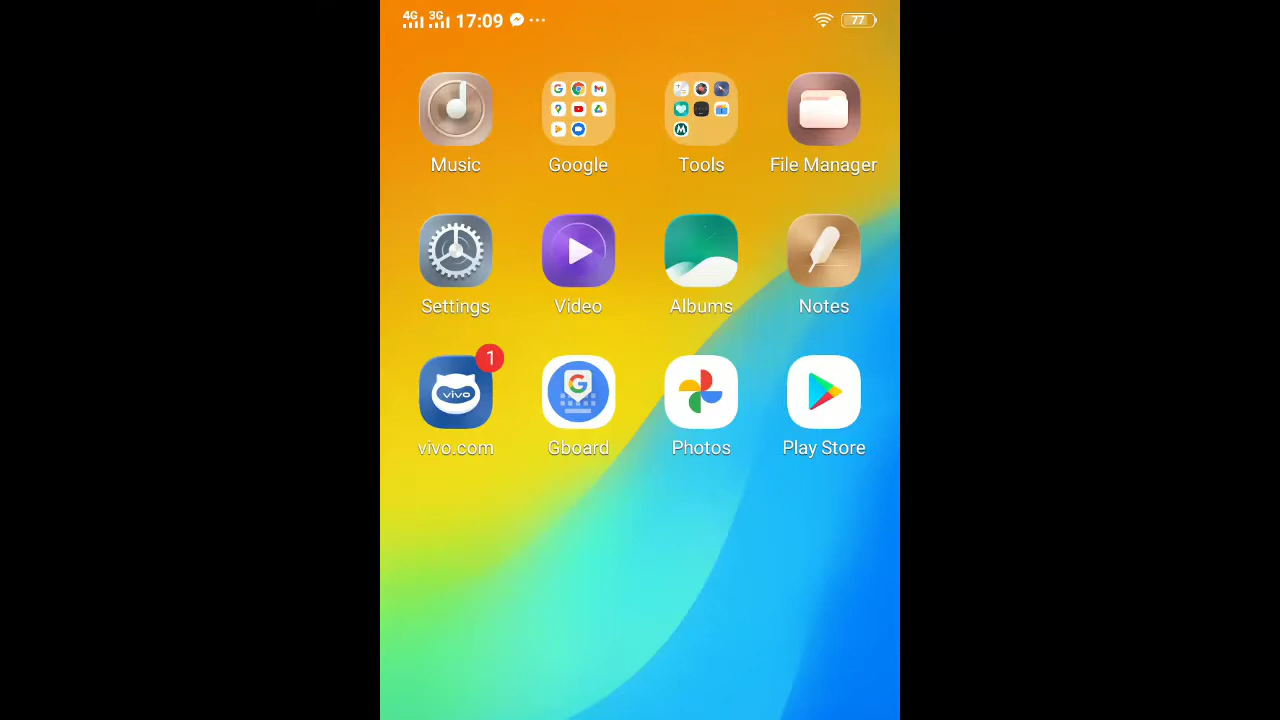 4G 3G 17:09 77
Music Google Tools File Manager
Settings Video Albums Notes
1
vivo
vivo.com Gboard Photos Play Store